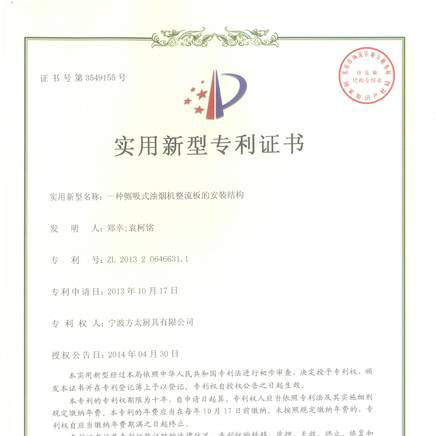 证书号第3549155号
实用新型专利证书
实用新型名称：一种侧吸式油烟机整流板的安装结构
发明人：郑幸;袁柯铭
专利号：ZL 2013 2 0646631.1
专利申请日：2013年10月17日
专利权人：宁波方太厨具有限公司
授权公告日：2014年04月30日
本实用新型经过本局依照中华人民共和国专利法进行初步审查，决定授予专利权，颁
发本证书并在专利登记簿上予以登记。专利权自授权公告之日起生效。
本专利的专利权期限为十年，自申请日起算。专利权人应当依照专利法及其实施细则
规定缴纳年费。本专利的年费应当在每年10月17日前缴纳。未按照规定缴纳年费的，专
利权自应当缴纳年费期满之日起终止。